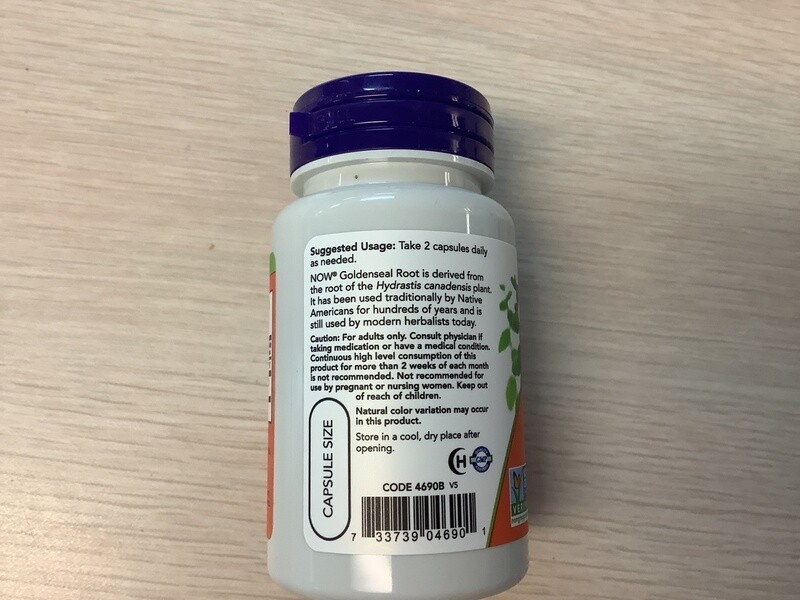 Suggested Usage: Take 2 capsules daily
as needed.
NOW® Goldenseal Root is derived from
the root of the Hydrastis canadensis plant.
It has been used traditionally by Native
Americans for hundreds of years and is
still used by modern herbalists today.
Caution: For adults only. Consult physician if
taking medication or have a medical condition.
Continuous high level consumption of this
product for more than 2 weeks of each month
is not recommended. Not recommended for
use by pregnant or nursing women. Keep out
of reach of children.
Natural color variation may occur
in this product.
Store in a cool, dry place after
opening.
CAPSULE SIZE
H GMP
CODE 4690B V5
7 33739 04690 1